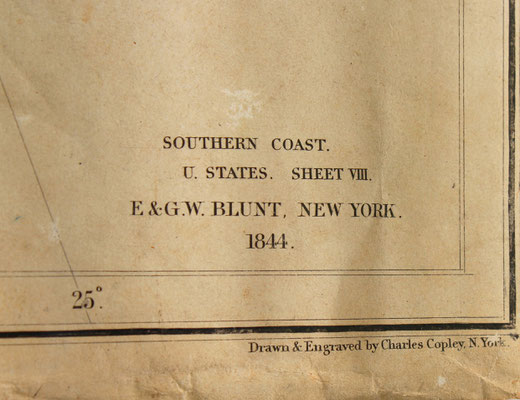 SOUTHERN COAST.
U. STATES. SHEET VIII.
E & G.W. BLUNT, NEW YORK.
1844.
25°.
Drawn & Engraved by Charles Copley, N. York.